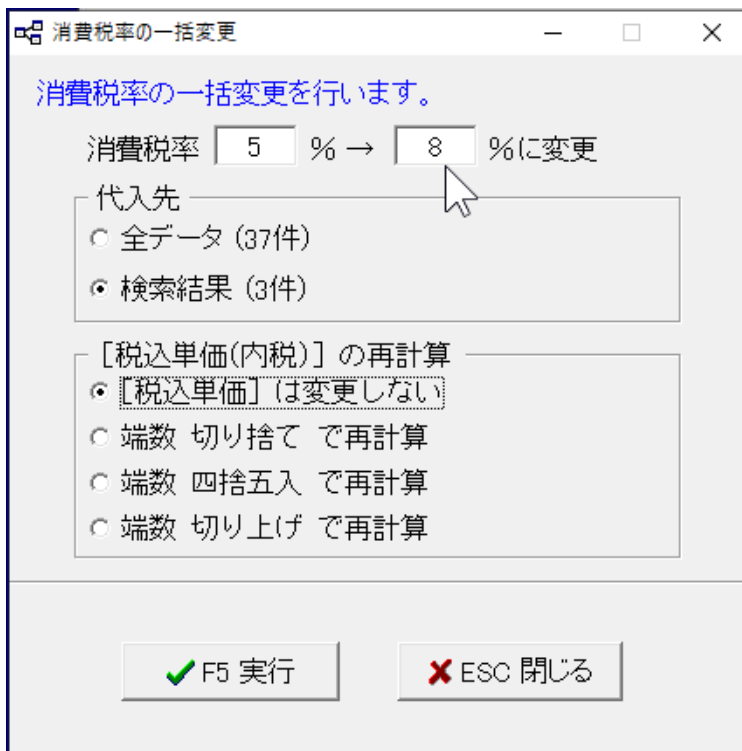 消費税率の一括変更
消費税率の一括変更を行います。
消費税率 5 % → 8 %に変更
代入先
全データ (37件)
検索結果 (3件)
[税込単価(内税)] の再計算
[税込単価] は変更しない
端数 切り捨て で再計算
端数 四捨五入 で再計算
端数 切り上げ で再計算
F5 実行
ESC 閉じる